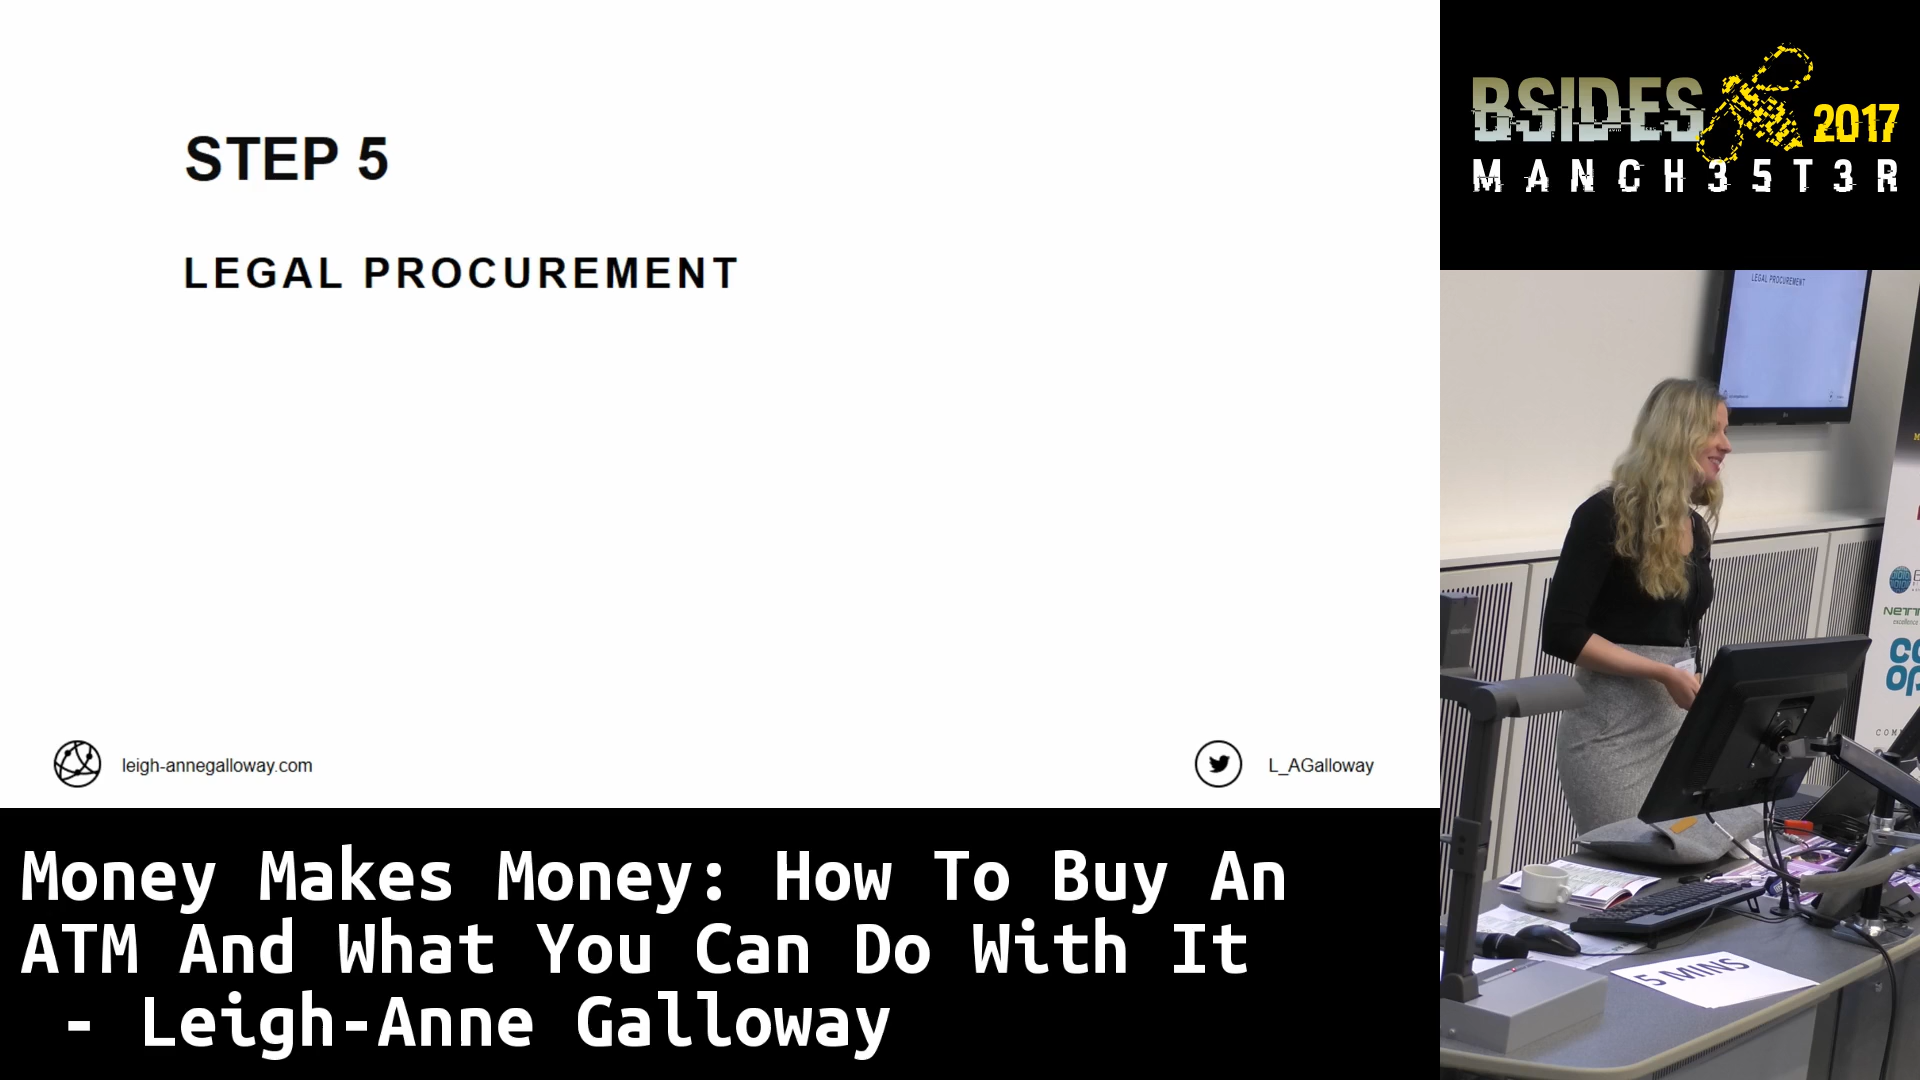 STEP 5
LEGAL PROCUREMENT
leigh-annegalloway.com
L_AGalloway
Money Makes Money: How To Buy An
ATM And What You Can Do With It
- Leigh-Anne Galloway
BSIDES 2017
MANCH35T3R
LEGAL PROCUREMENT
5 MINS